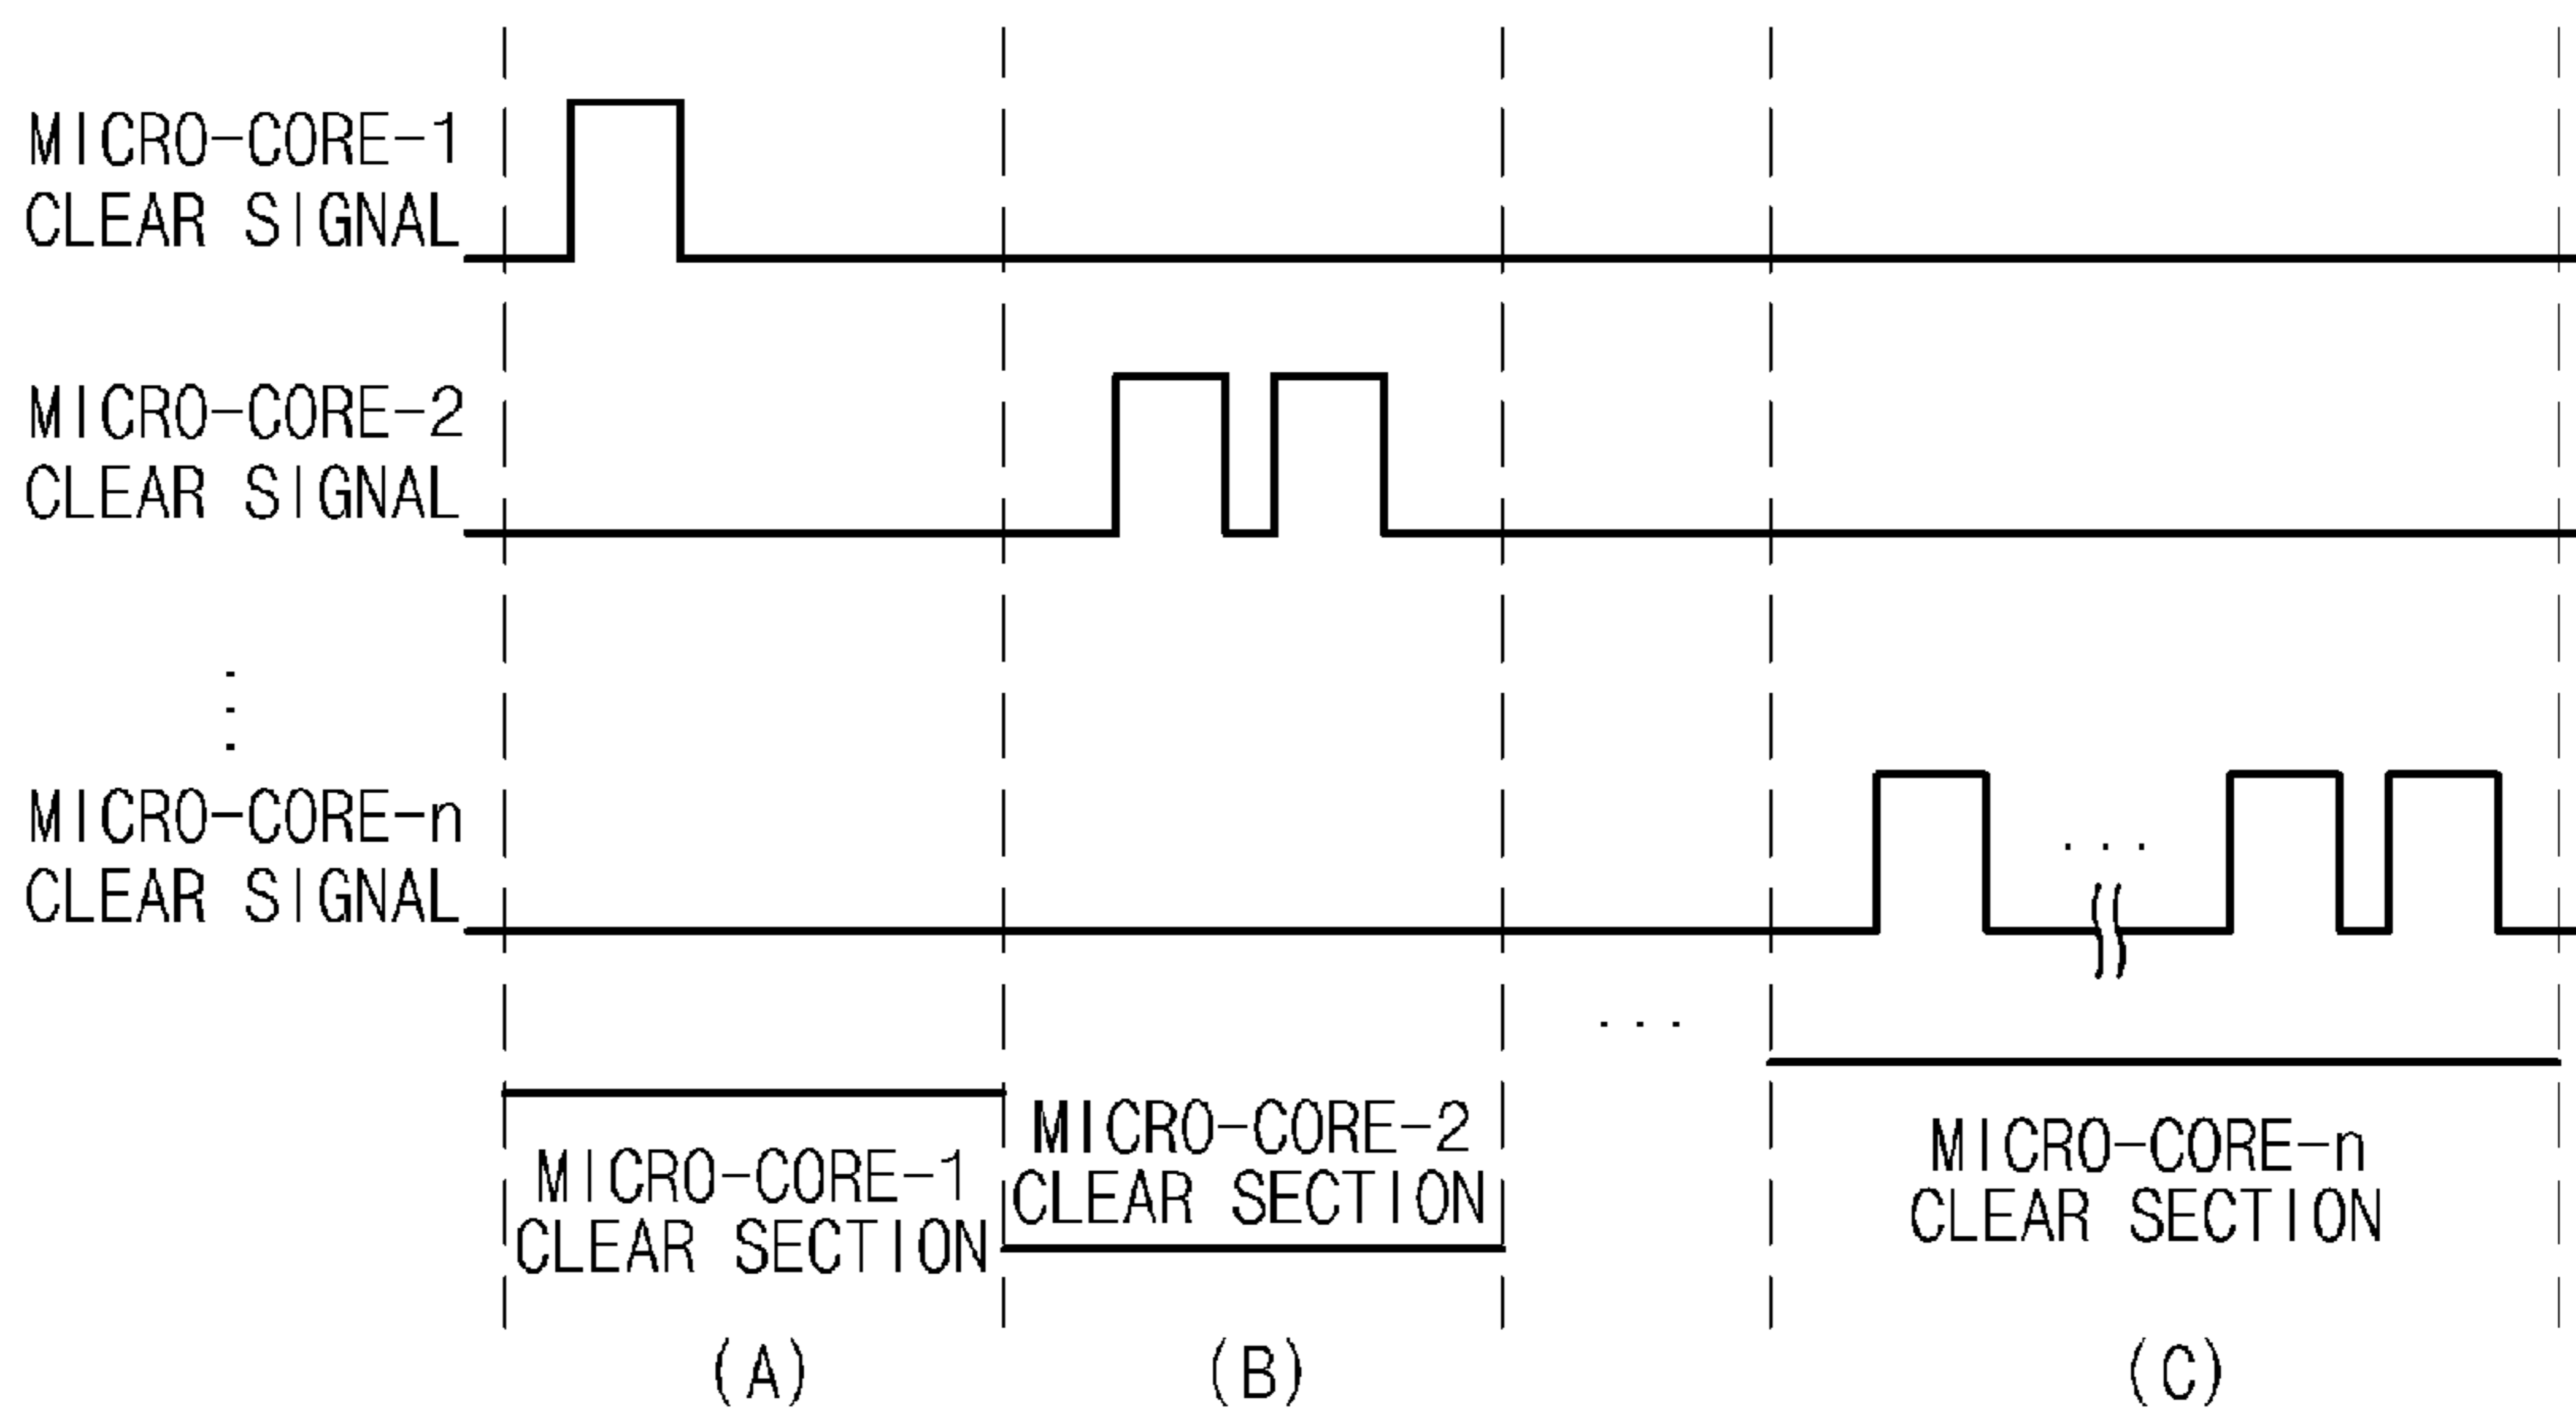 MICRO-CORE-1
CLEAR SIGNAL
MICRO-CORE-2
CLEAR SIGNAL
⋮
MICRO-CORE-n
CLEAR SIGNAL
...
...
MICRO-CORE-1
CLEAR SECTION
MICRO-CORE-2
CLEAR SECTION
MICRO-CORE-n
CLEAR SECTION
(A)
(B)
(C)